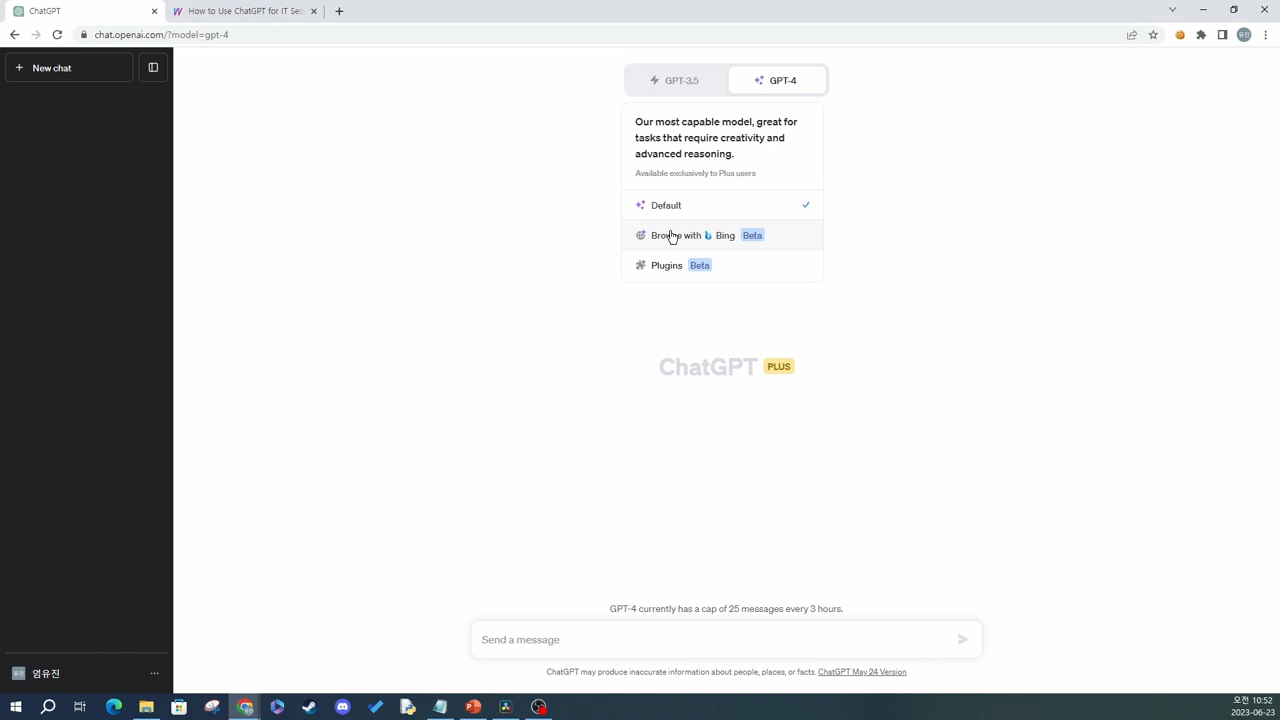 ChatGPT
How to Use ChatGPT for IT Sec
chat.openai.com/?model=gpt-4
유진
New chat
GPT-3.5
GPT-4
Our most capable model, great for
tasks that require creativity and
advanced reasoning.
Available exclusively to Plus users
Default
with Bing Beta
Plugins Beta
ChatGPT PLUS
GPT-4 currently has a cap of 25 messages every 3 hours.
Send a message
ChatGPT may produce inaccurate information about people, places, or facts. ChatGPT May 24 Version
유진
엄유진
오전 10:52
2023-06-23